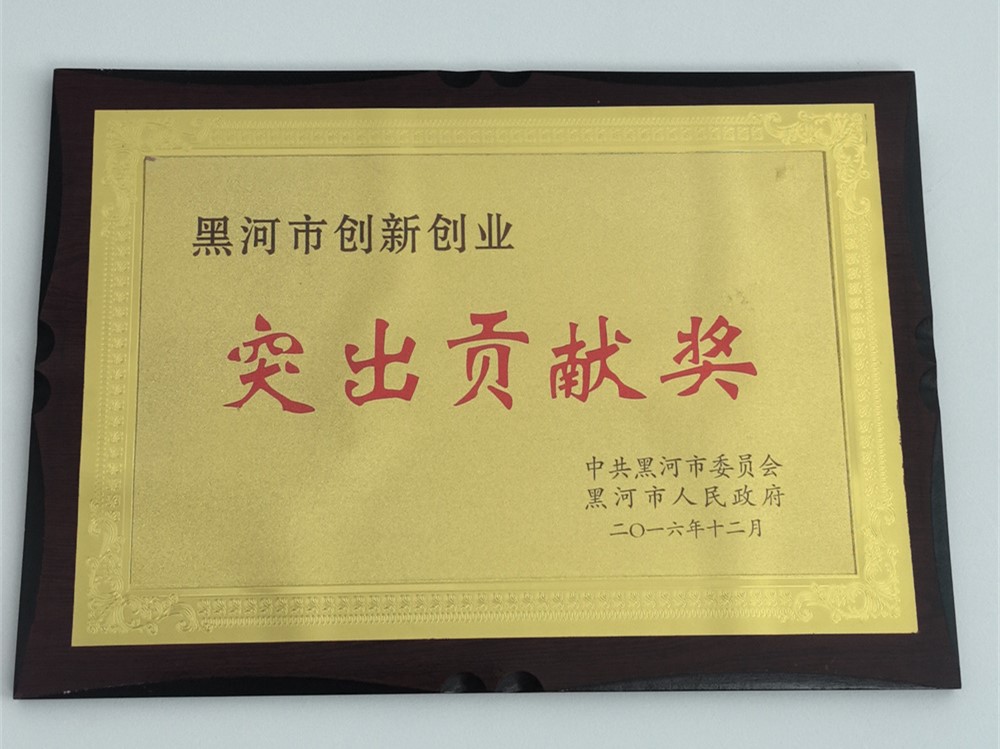 黑河市创新创业
突出贡献奖
中共黑河市委员会
黑河市人民政府
二〇一六年十二月